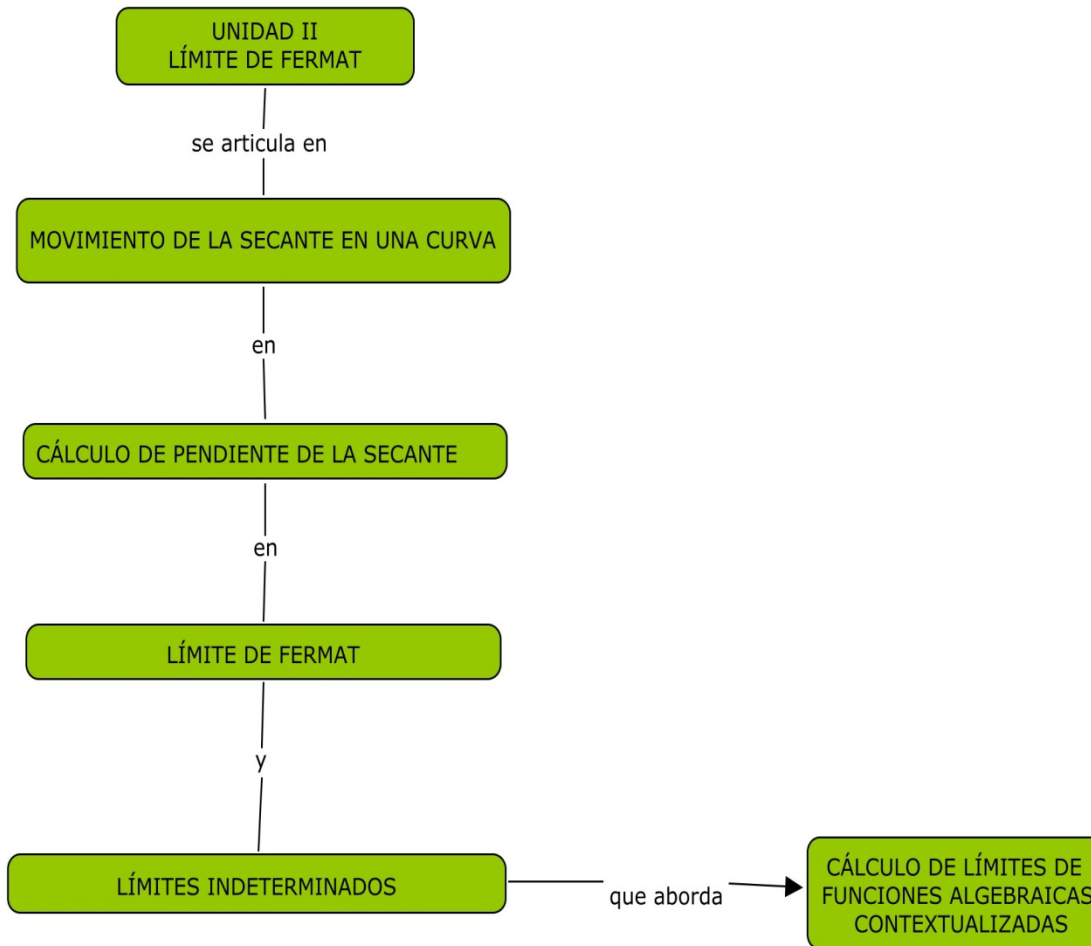 UNIDAD II
LÍMITE DE FERMAT
se articula en
MOVIMIENTO DE LA SECANTE EN UNA CURVA
en
CÁLCULO DE PENDIENTE DE LA SECANTE
en
LÍMITE DE FERMAT
y
LÍMITES INDETERMINADOS
que aborda
CÁLCULO DE LÍMITES DE
FUNCIONES ALGEBRAICAS
CONTEXTUALIZADAS